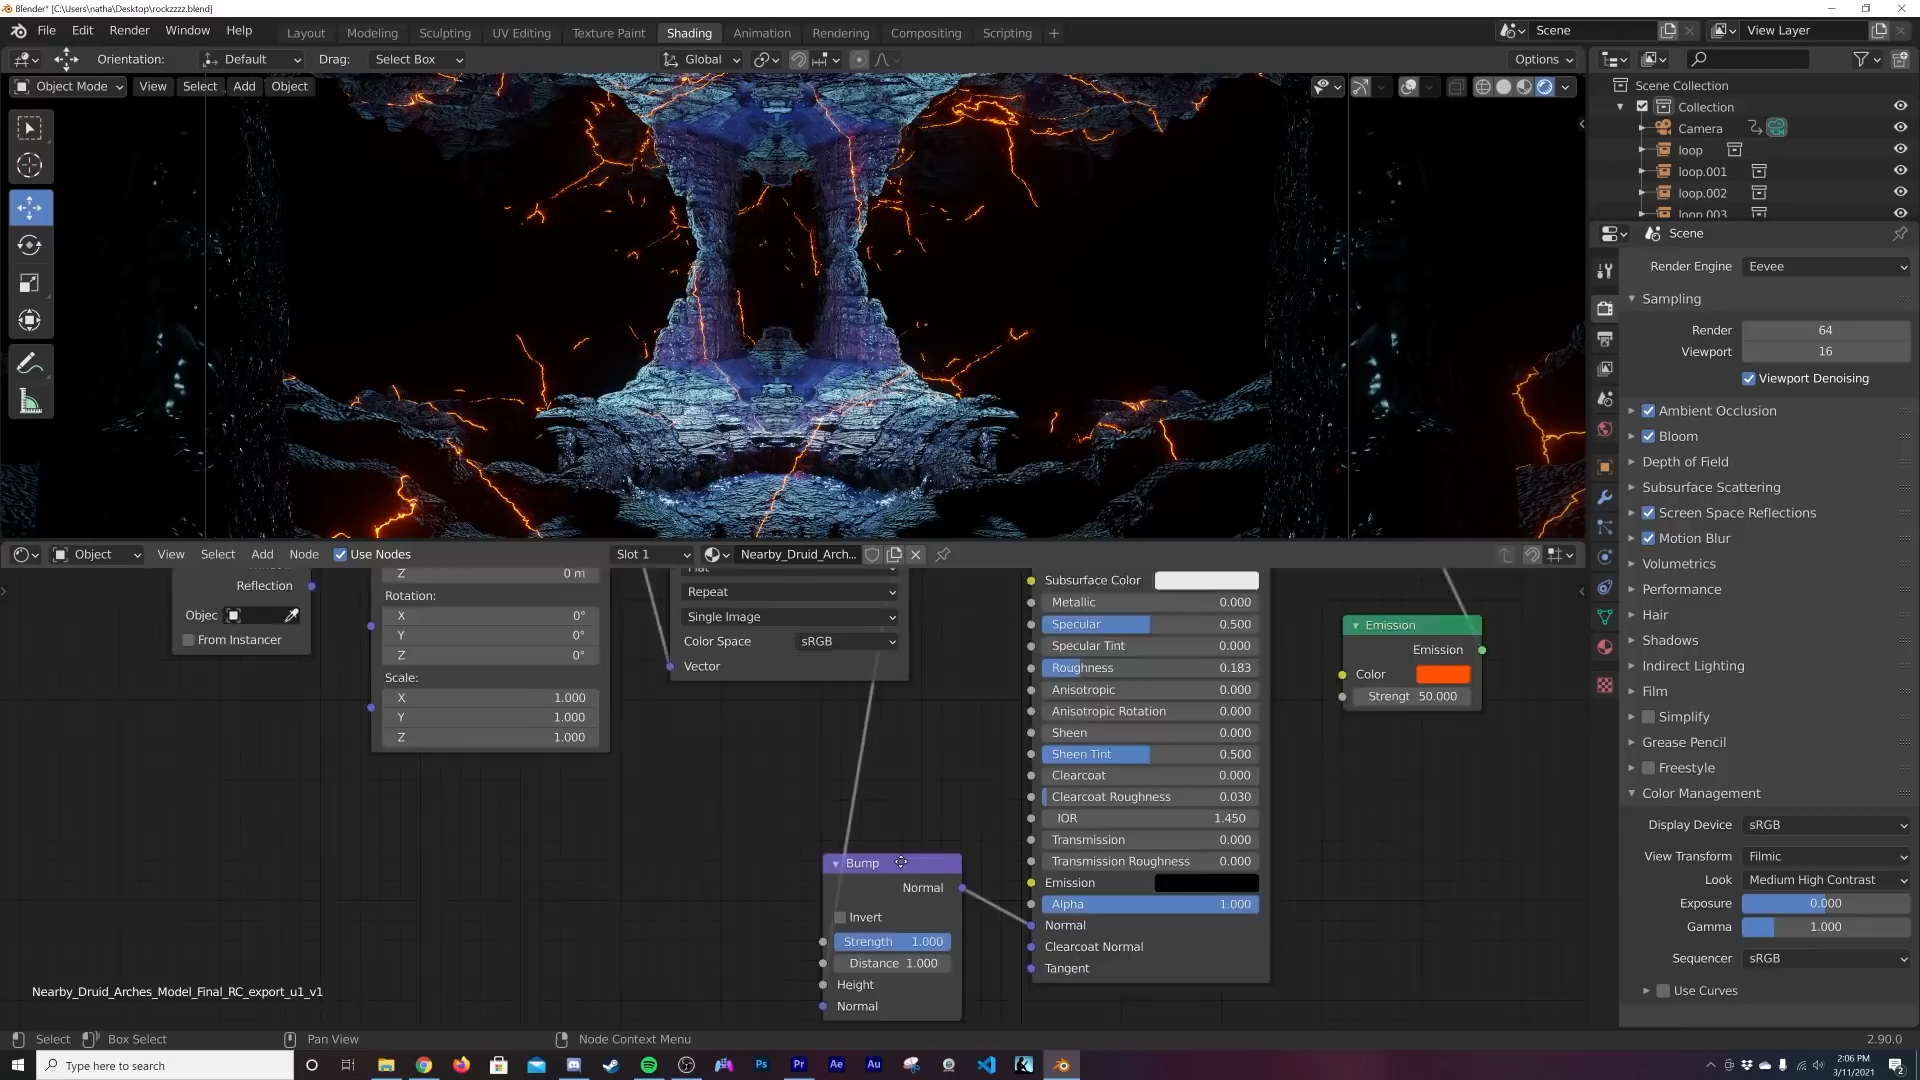 Blender* [C:\Users\natha\Desktop\rockzzzz.blend]
File Edit Render Window Help Layout Modeling Sculpting UV Editing Texture Paint Shading Animation Rendering Compositing Scripting + Scene View Layer
Orientation: Default Drag: Select Box Global Options
Object Mode View Select Add Object
Scene Collection
Collection
Camera
loop
loop.001
loop.002
loop.003
Scene
Render Engine Eevee
Sampling
Render 64
Viewport 16
Viewport Denoising
Ambient Occlusion
Bloom
Depth of Field
Subsurface Scattering
Screen Space Reflections
Motion Blur
Volumetrics
Performance
Hair
Shadows
Indirect Lighting
Film
Simplify
Grease Pencil
Freestyle
Color Management
Display Device sRGB
View Transform Filmic
Look Medium High Contrast
Exposure 0.000
Gamma 1.000
Sequencer sRGB
Use Curves
Object View Select Add Node Use Nodes Slot 1 Nearby_Druid_Arch...
Reflection
Objec
From Instancer
Z 0 m
Rotation:
X 0°
Y 0°
Z 0°
Scale:
X 1.000
Y 1.000
Z 1.000
Flat
Repeat
Single Image
Color Space sRGB
Vector
Bump
Normal
Invert
Strength 1.000
Distance 1.000
Height
Normal
Subsurface Color
Metallic 0.000
Specular 0.500
Specular Tint 0.000
Roughness 0.183
Anisotropic 0.000
Anisotropic Rotation 0.000
Sheen 0.000
Sheen Tint 0.500
Clearcoat 0.000
Clearcoat Roughness 0.030
IOR 1.450
Transmission 0.000
Transmission Roughness 0.000
Emission
Alpha 1.000
Normal
Clearcoat Normal
Tangent
Emission
Emission
Color
Strengt 50.000
Nearby_Druid_Arches_Model_Final_RC_export_u1_v1
Select Box Select Pan View Node Context Menu 2.90.0
Type here to search
Ps Pr Ae Au
2:06 PM
3/11/2021
2